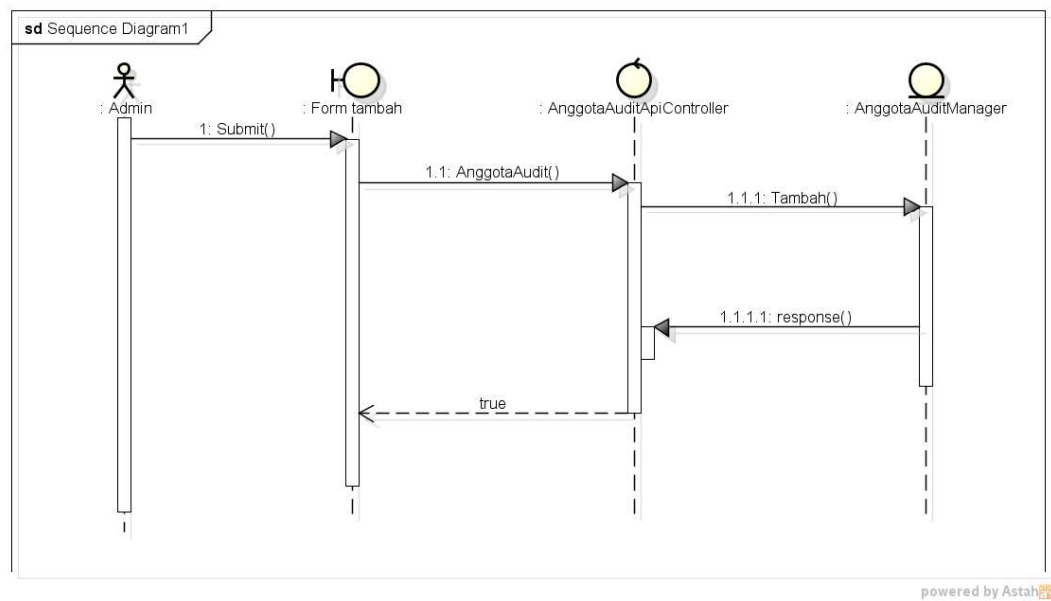 sd Sequence Diagram1
: Admin
: Form tambah
: AnggotaAuditApiController
: AnggotaAuditManager
1: Submit()
1.1: AnggotaAudit()
1.1.1: Tambah()
1.1.1.1: response()
true
powered by Astah